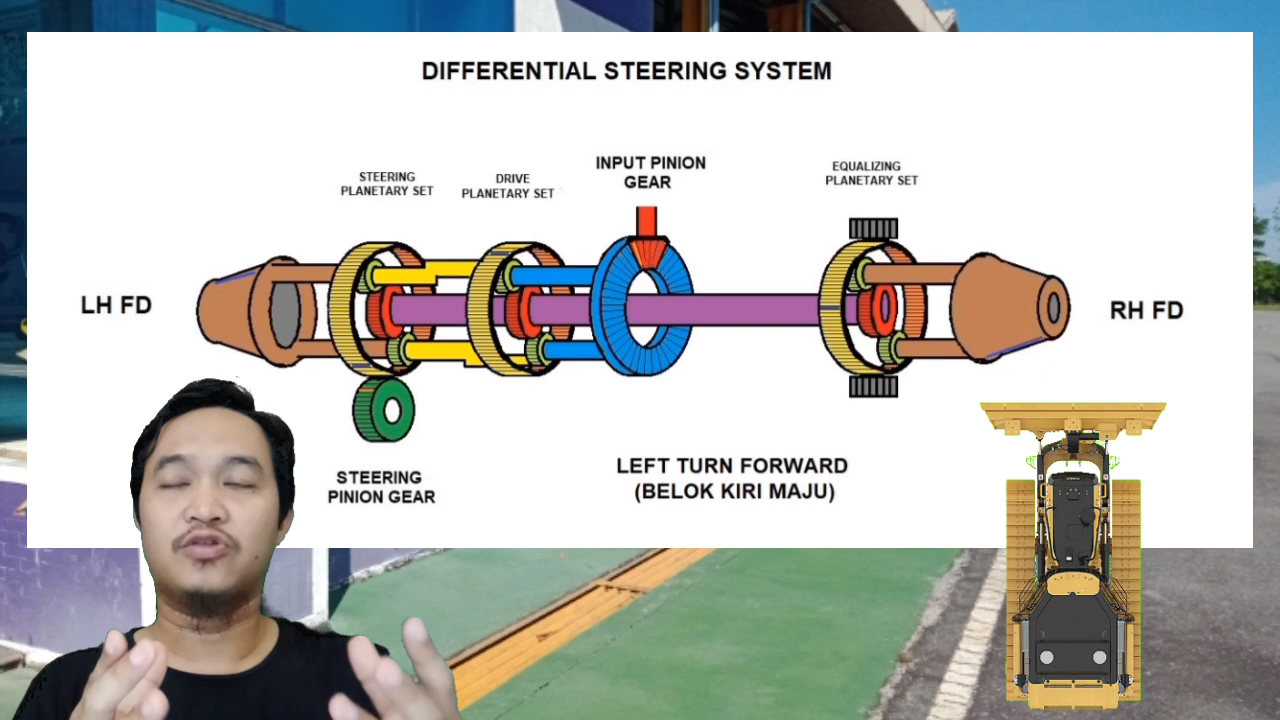 DIFFERENTIAL STEERING SYSTEM
STEERING
PLANETARY SET
DRIVE
PLANETARY SET
INPUT PINION
GEAR
EQUALIZING
PLANETARY SET
LH FD
RH FD
STEERING
PINION GEAR
LEFT TURN FORWARD
(BELOK KIRI MAJU)